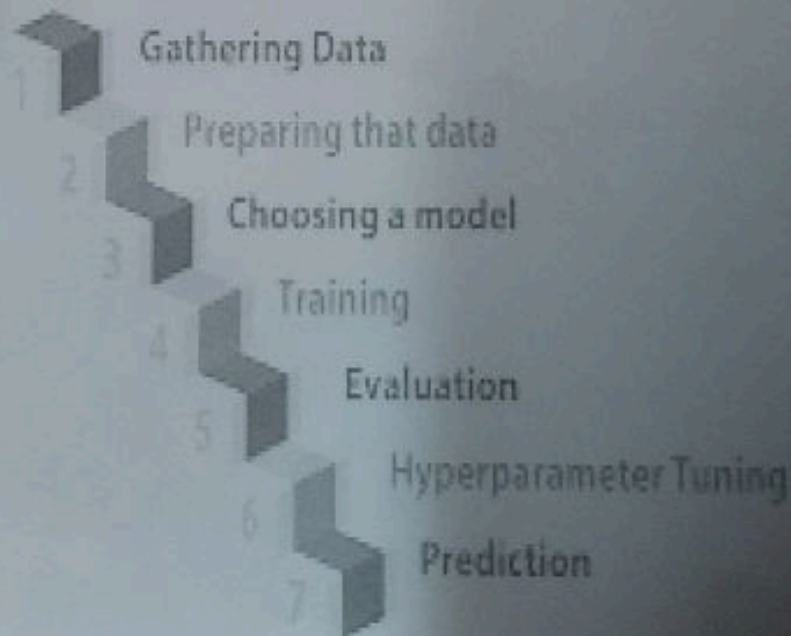 Gathering Data
1
Preparing that data
2
Choosing a model
3
Training
4
Evaluation
5
Hyperparameter Tuning
6
Prediction
7